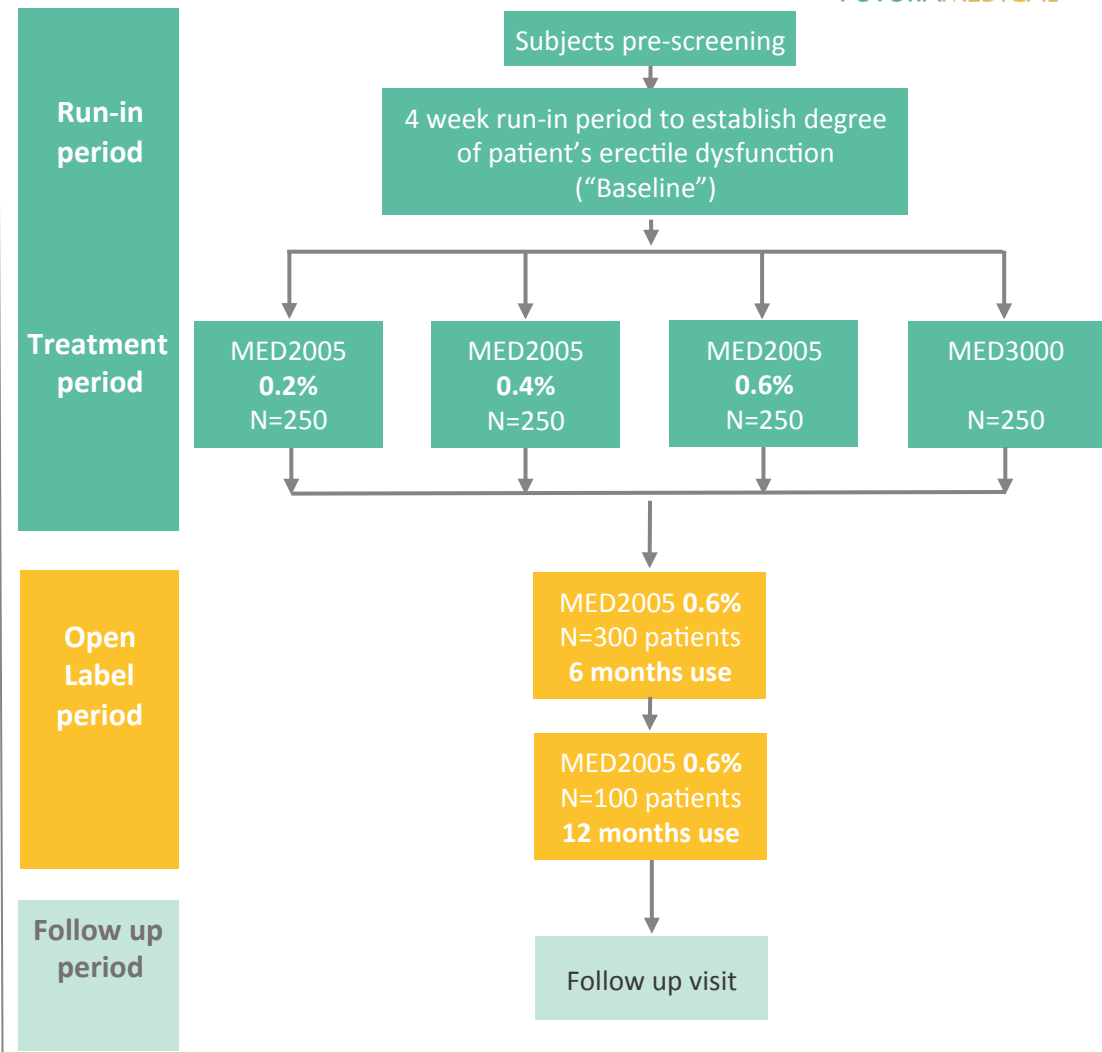 Subjects pre-screening
Run-in
period
4 week run-in period to establish degree
of patient's erectile dysfunction
("Baseline")
Treatment
period
MED2005
0.2%
N=250
MED2005
0.4%
N=250
MED2005
0.6%
N=250
MED3000
N=250
Open
Label
period
MED2005 0.6%
N=300 patients
6 months use
MED2005 0.6%
N=100 patients
12 months use
Follow up
period
Follow up visit